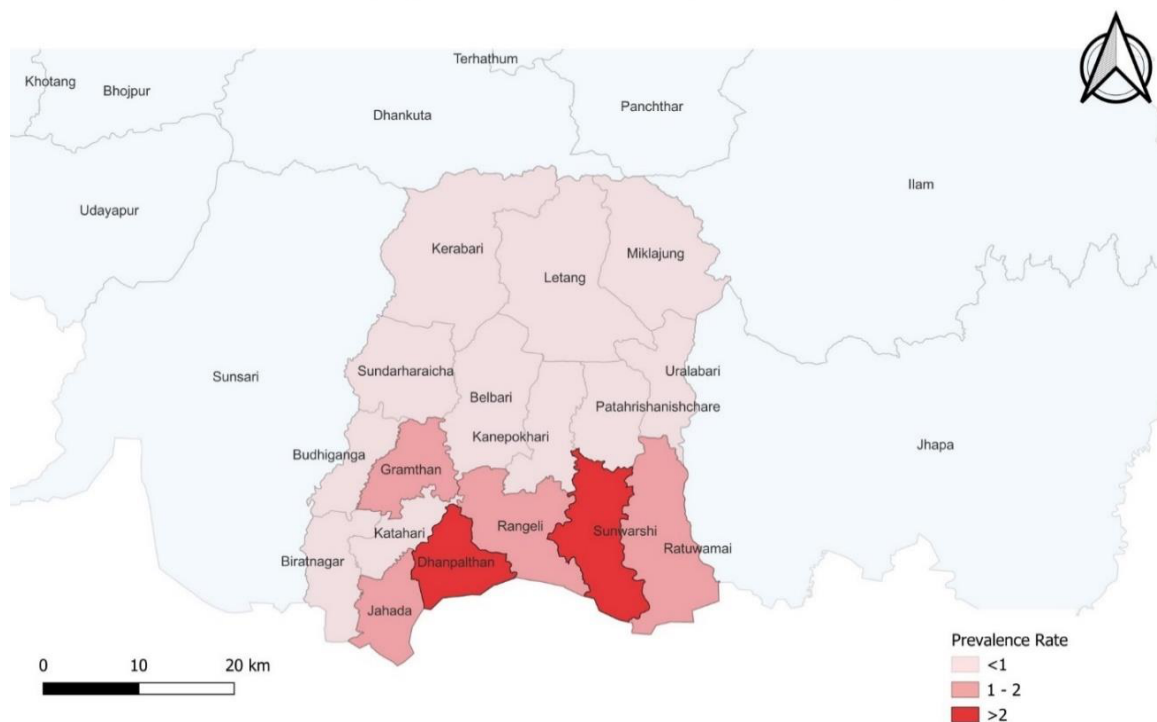 Terhathum
Khotang
Bhojpur
Panchthar
Dhankuta
Ilam
Udayapur
Kerabari
Miklajung
Letang
Sundarharaicha
Uralabari
Sunsari
Belbari
Patahrishanishchare
Kanepokhari
Jhapa
Budhiganga
Gramthan
Rangeli
Katahari
Sunwarshi
Ratuwamai
Biratnagar
Dhanpalthan
Jahada
Prevalence Rate
<1
1 - 2
>2
0 10 20 km